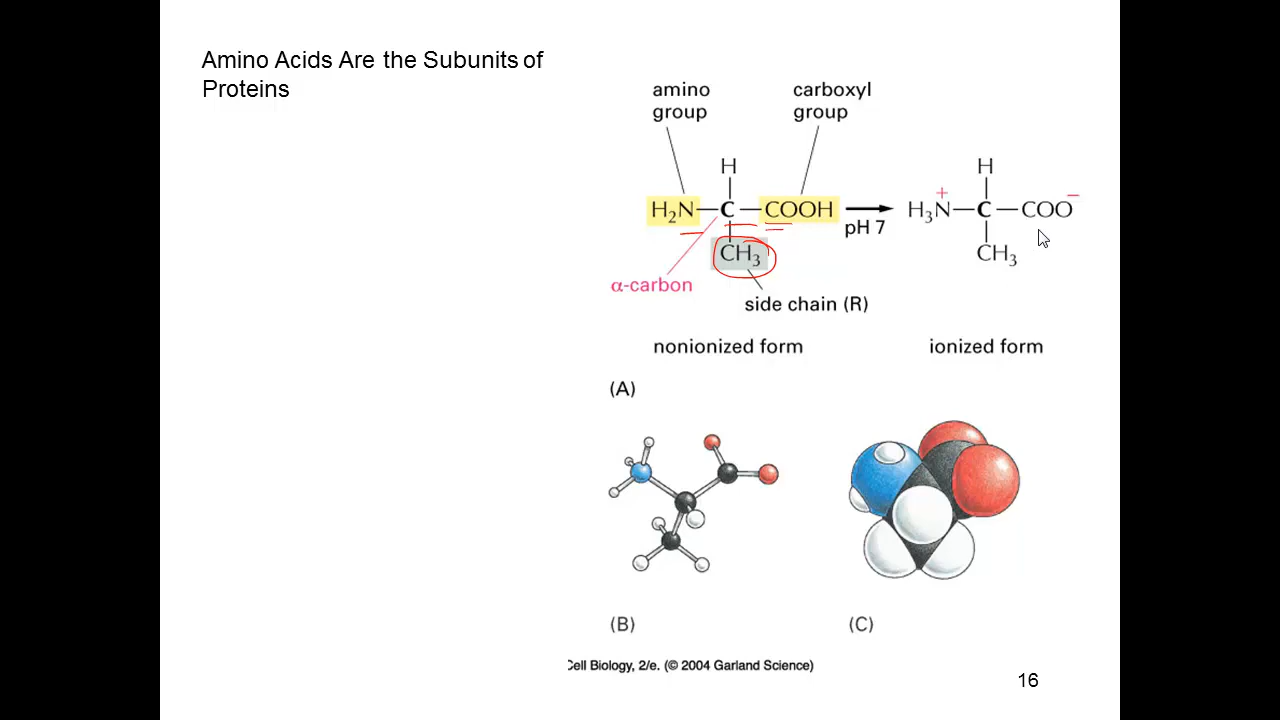 Amino Acids Are the Subunits of
Proteins
amino
group
carboxyl
group
H
H
H₂N—C—COOH
pH 7
H₃N⁺—C—COO⁻
CH₃
CH₃
α-carbon
side chain (R)
nonionized form
ionized form
(A)
(B)
(C)
Cell Biology, 2/e. (© 2004 Garland Science)
16